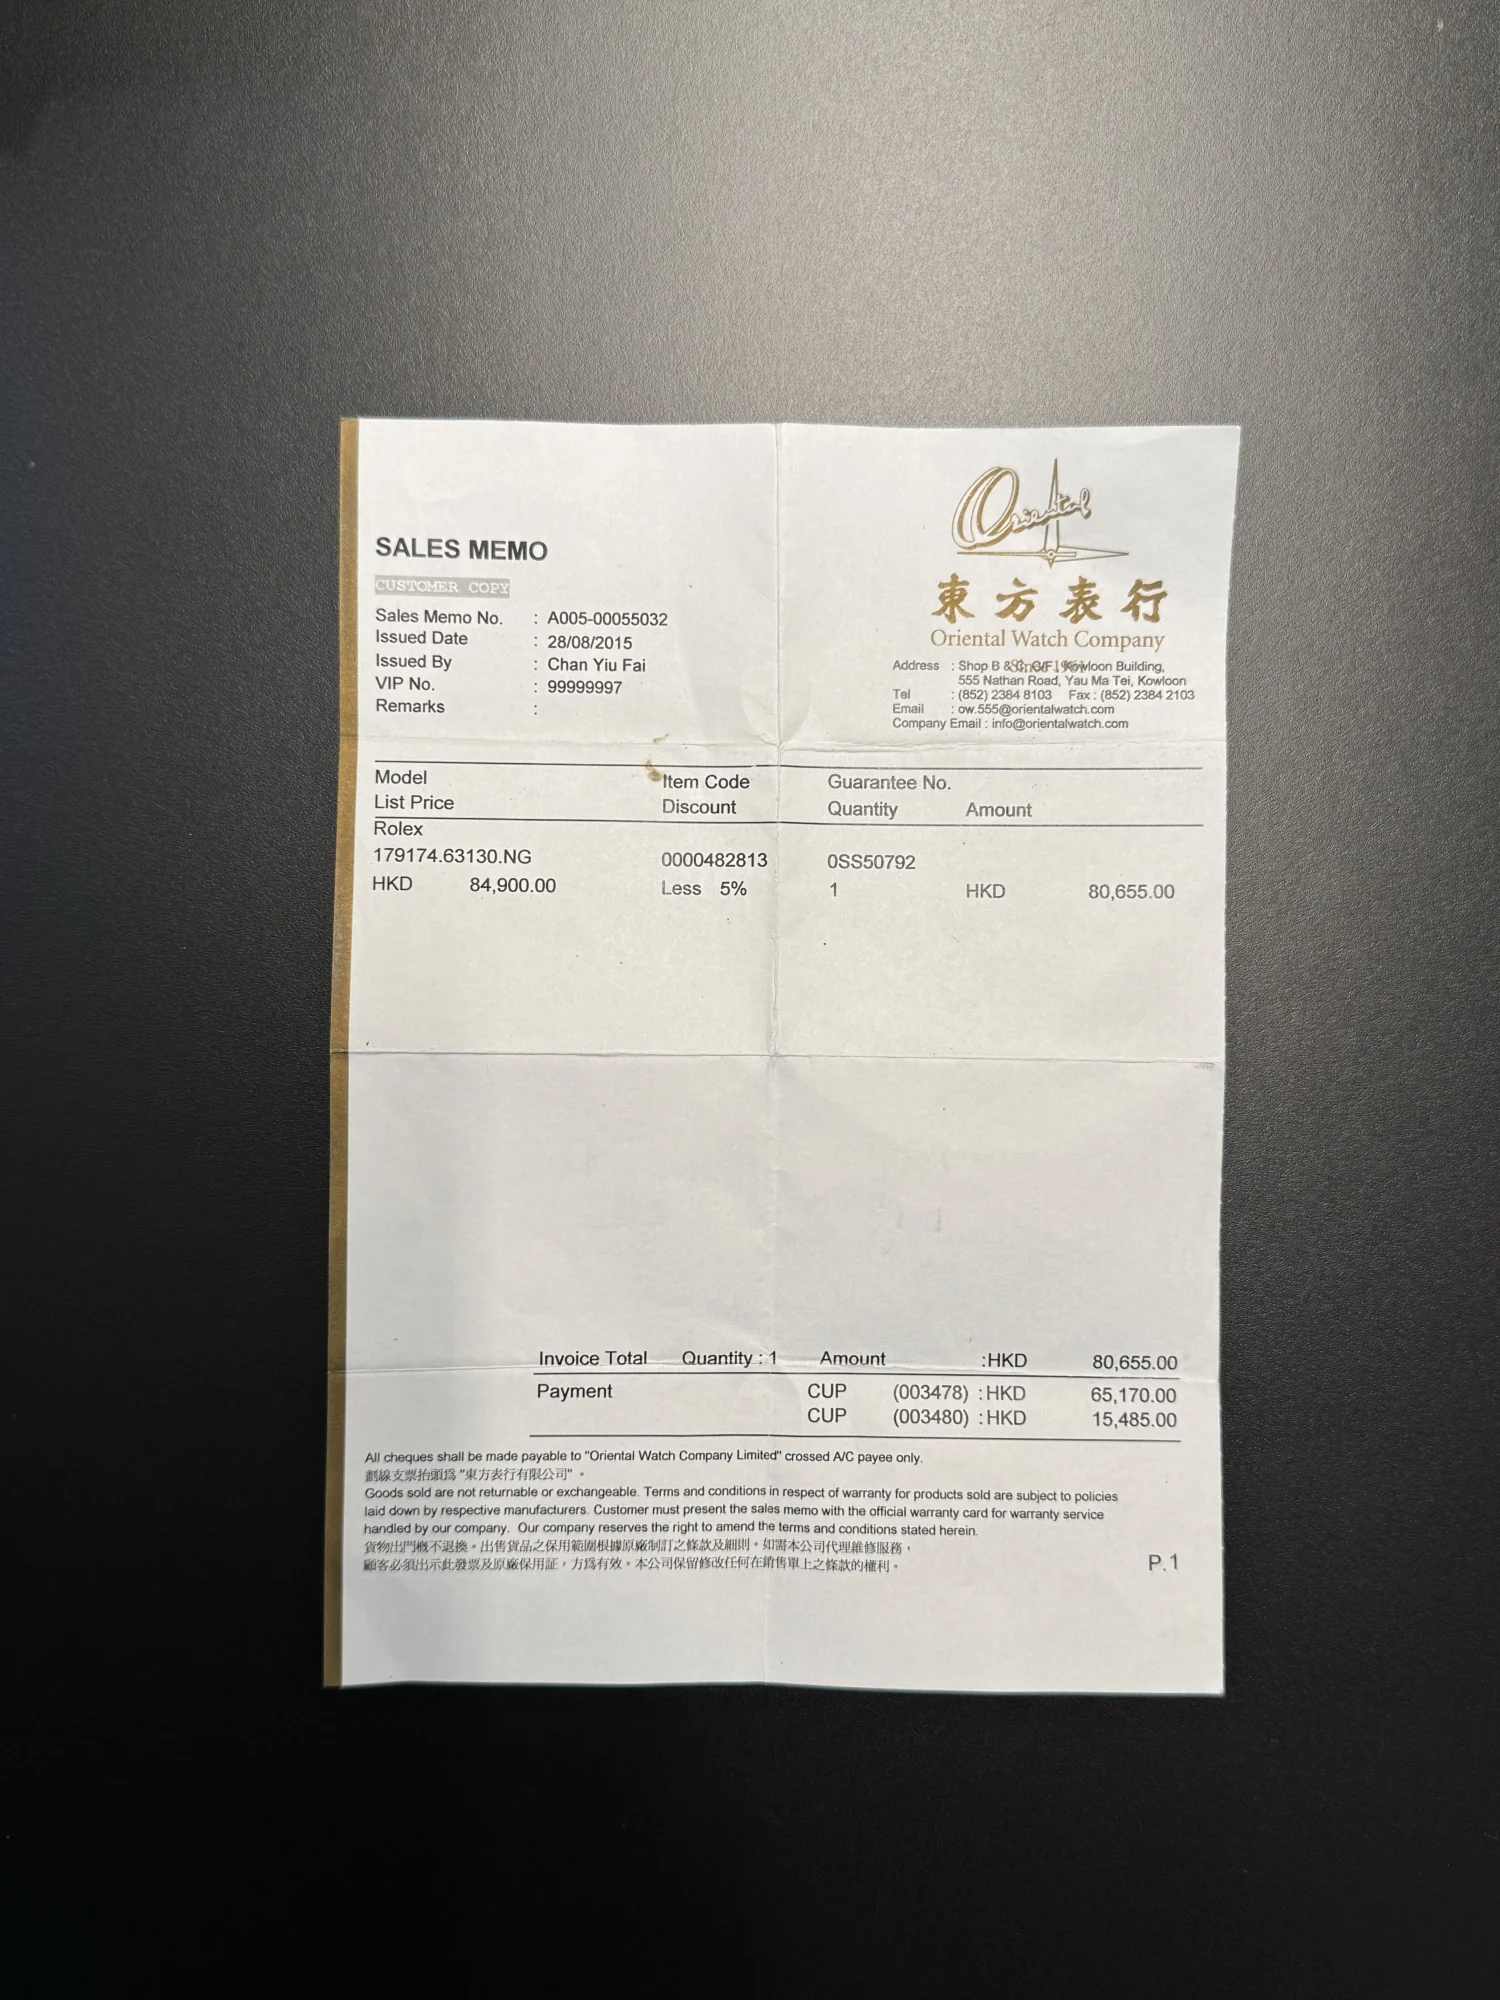 SALES MEMO
CUSTOMER COPY
Sales Memo No. : A005-00055032
Issued Date : 28/08/2015
Issued By : Chan Yiu Fai
VIP No. : 99999997
Remarks :
Oriental
東方表行
Oriental Watch Company
Address : Shop B & C, G/F., Kowloon Building,
555 Nathan Road, Yau Ma Tei, Kowloon
Tel : (852) 2384 8103 Fax : (852) 2384 2103
Email : ow.555@orientalwatch.com
Company Email : info@orientalwatch.com
Model Item Code Guarantee No.
List Price Discount Quantity Amount
Rolex
179174.63130.NG 0000482813 0SS50792
HKD 84,900.00 Less 5% 1 HKD 80,655.00
Invoice Total Quantity : 1 Amount :HKD 80,655.00
Payment CUP (003478) :HKD 65,170.00
CUP (003480) :HKD 15,485.00
All cheques shall be made payable to "Oriental Watch Company Limited" crossed A/C payee only.
劃線支票抬頭爲 "東方表行有限公司" 。
Goods sold are not returnable or exchangeable. Terms and conditions in respect of warranty for products sold are subject to policies
laid down by respective manufacturers. Customer must present the sales memo with the official warranty card for warranty service
handled by our company. Our company reserves the right to amend the terms and conditions stated herein.
貨物出門概不退換。出售貨品之保用範圍根據原廠制訂之條款及細則。如需本公司代理維修服務，
顧客必須出示此發票及原廠保用証，方爲有效。本公司保留修改任何在銷售單上之條款的權利。
P.1